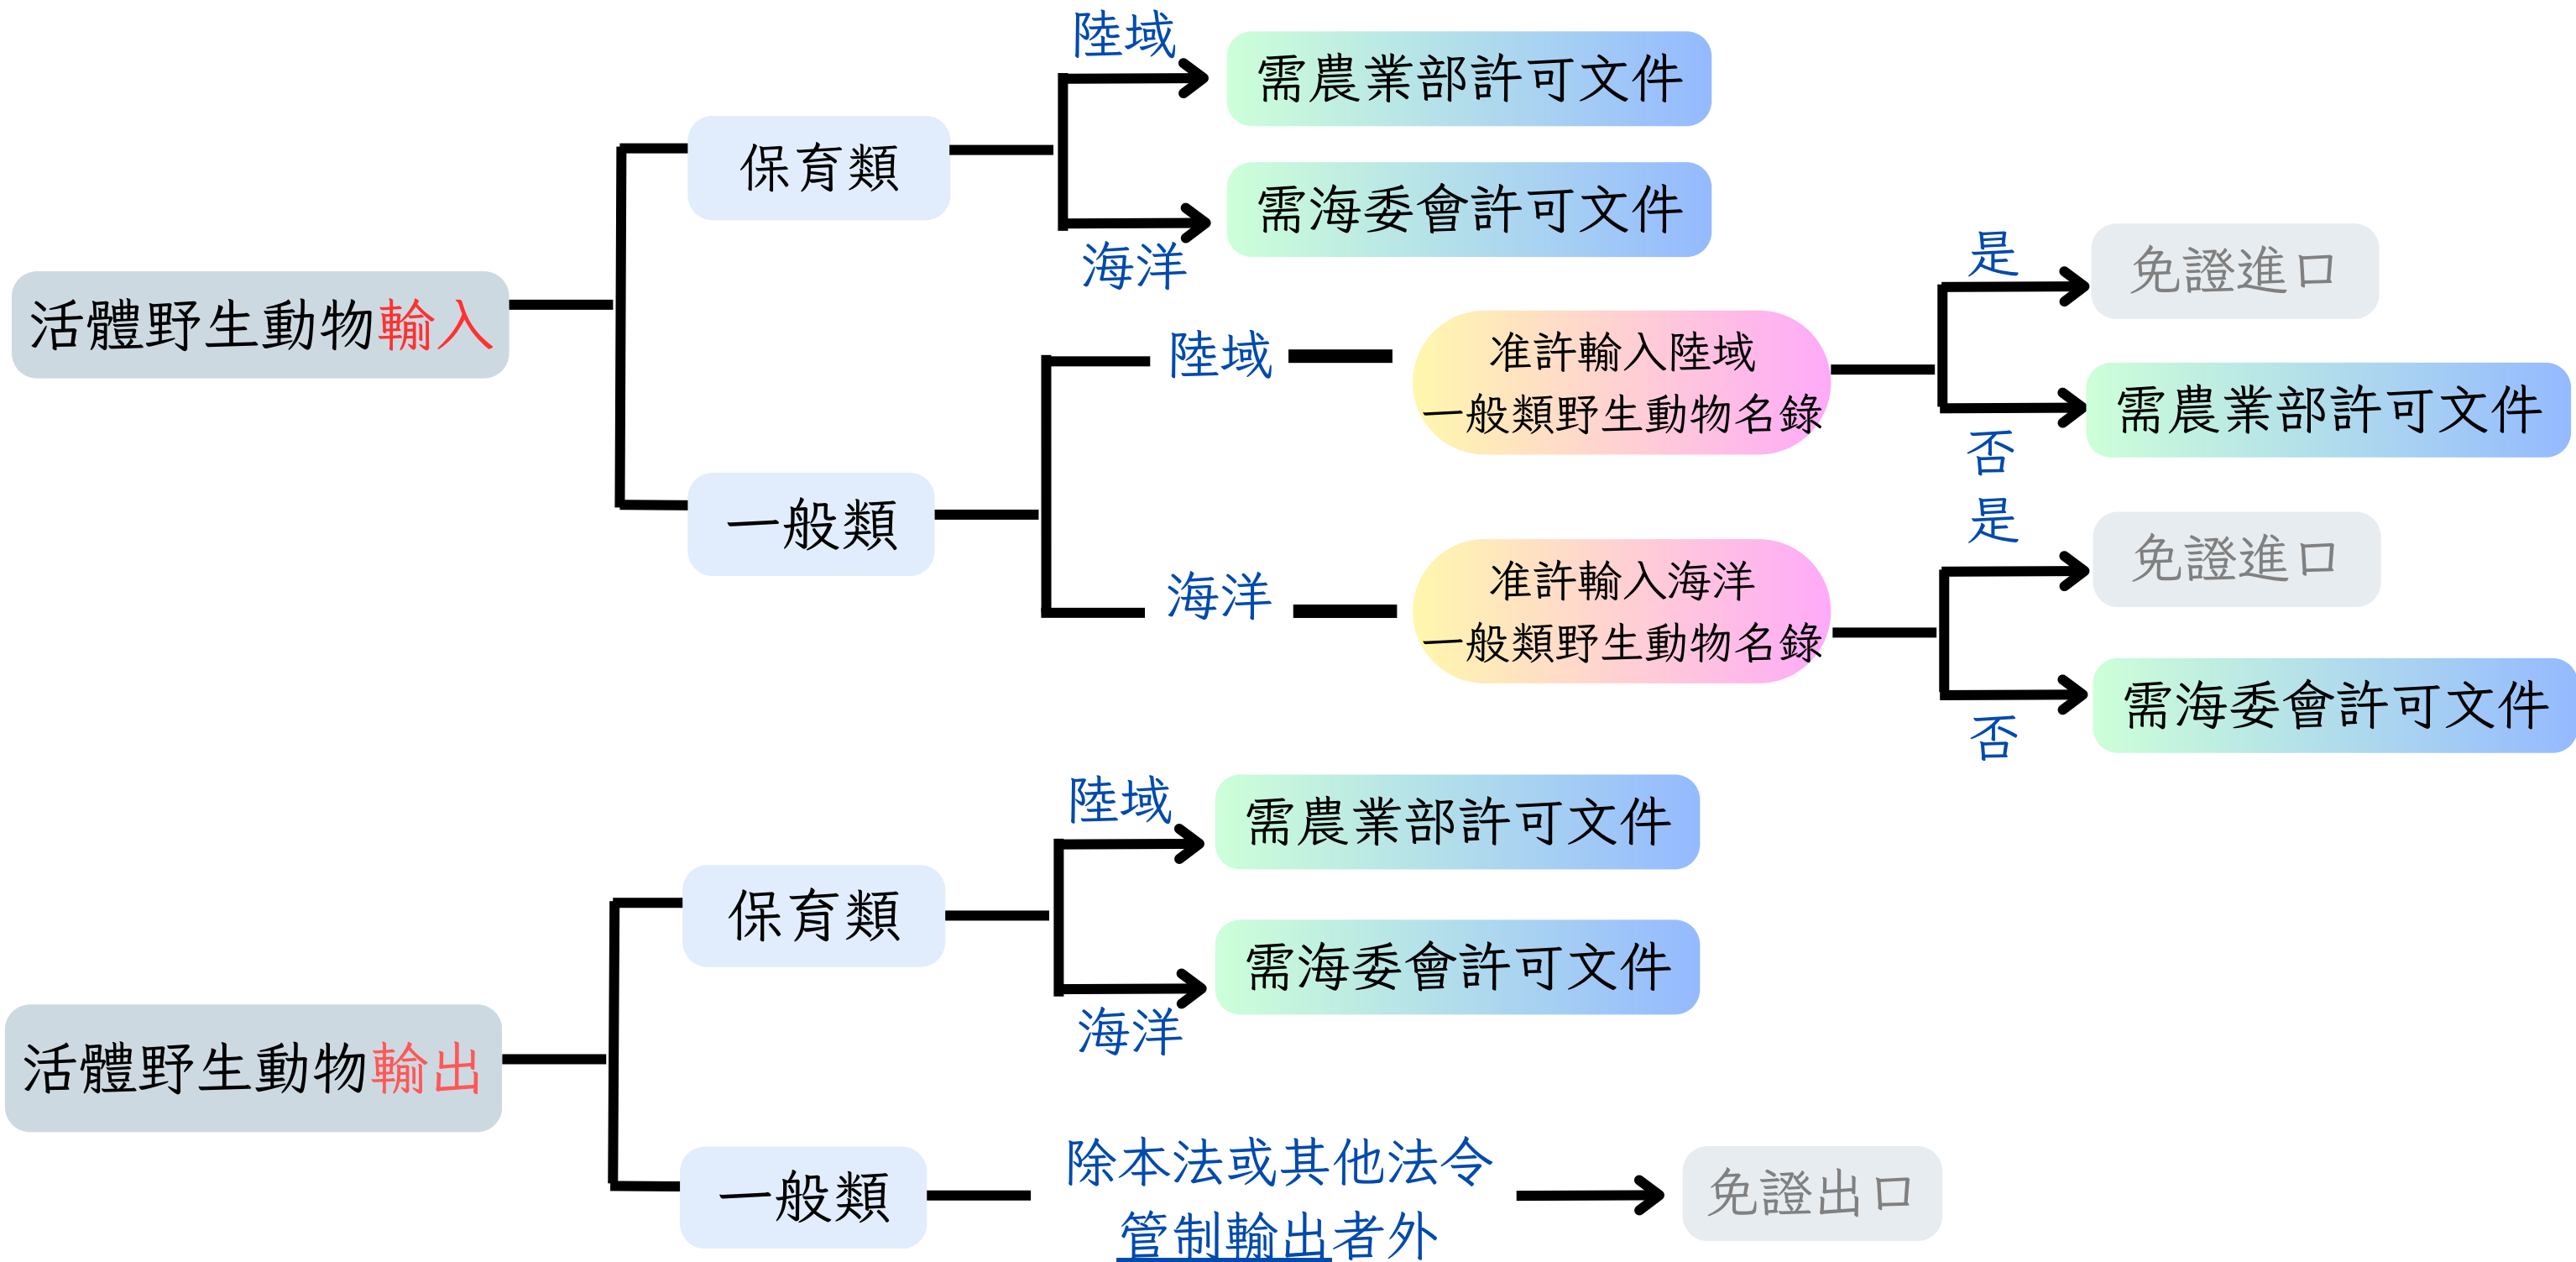 活體野生動物輸入
保育類
陸域
需農業部許可文件
海洋
需海委會許可文件
一般類
陸域
准許輸入陸域
一般類野生動物名錄
是
免證進口
否
需農業部許可文件
海洋
准許輸入海洋
一般類野生動物名錄
是
免證進口
否
需海委會許可文件
活體野生動物輸出
保育類
陸域
需農業部許可文件
海洋
需海委會許可文件
一般類
除本法或其他法令
管制輸出者外
免證出口